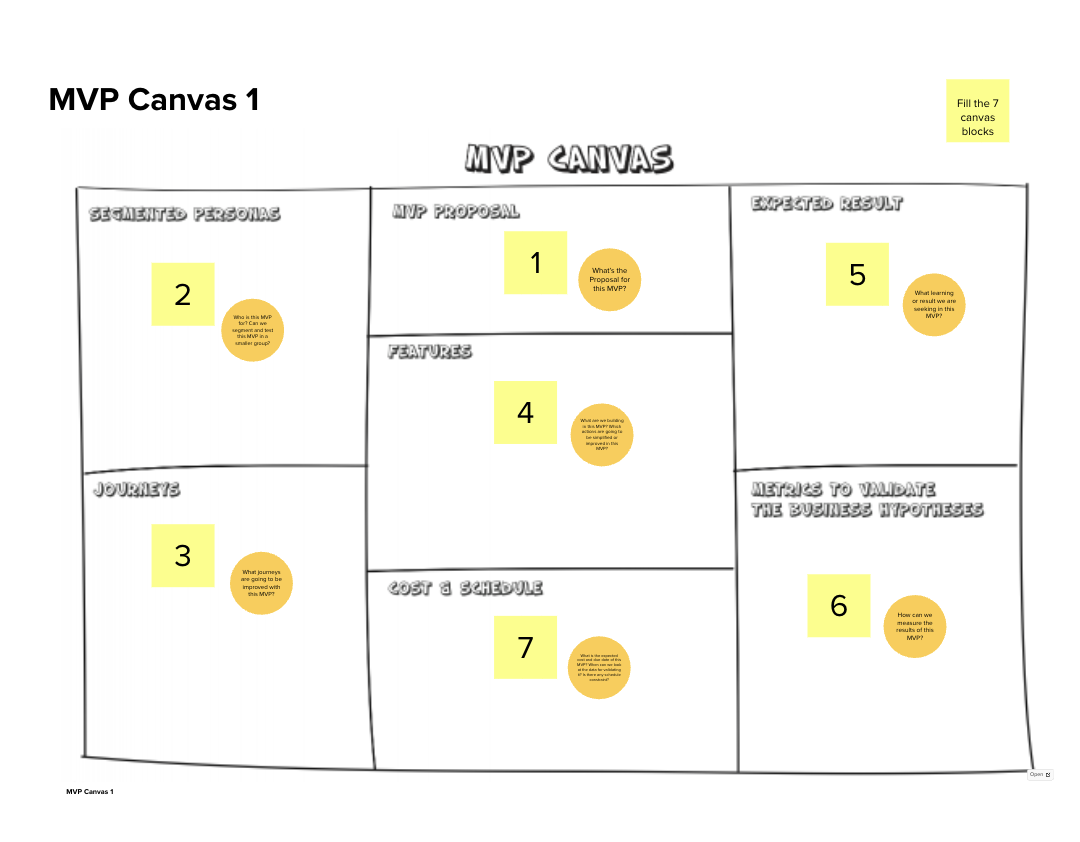 MVP Canvas 1
Fill the 7
canvas
blocks
MVP CANVAS
SEGMENTED PERSONAS
2
Who is this MVP
for? Can we
segment and test
this MVP in a
smaller group?
MVP PROPOSAL
1
What's the
Proposal for
this MVP?
EXPECTED RESULT
5
What learning
or result we are
seeking in this
MVP?
FEATURES
4
What are we building
in this MVP? Which
actions are going to
be simplified or
improved in this
MVP?
JOURNEYS
3
What journeys
are going to be
improved with
this MVP?
METRICS TO VALIDATE
THE BUSINESS HYPOTHESES
6
How can we
measure the
results of this
MVP?
COST & SCHEDULE
7
What is the expected
cost and due date of this
MVP? When can we look
at the data for validating
it? Is there any schedule
constraint?
Open
MVP Canvas 1